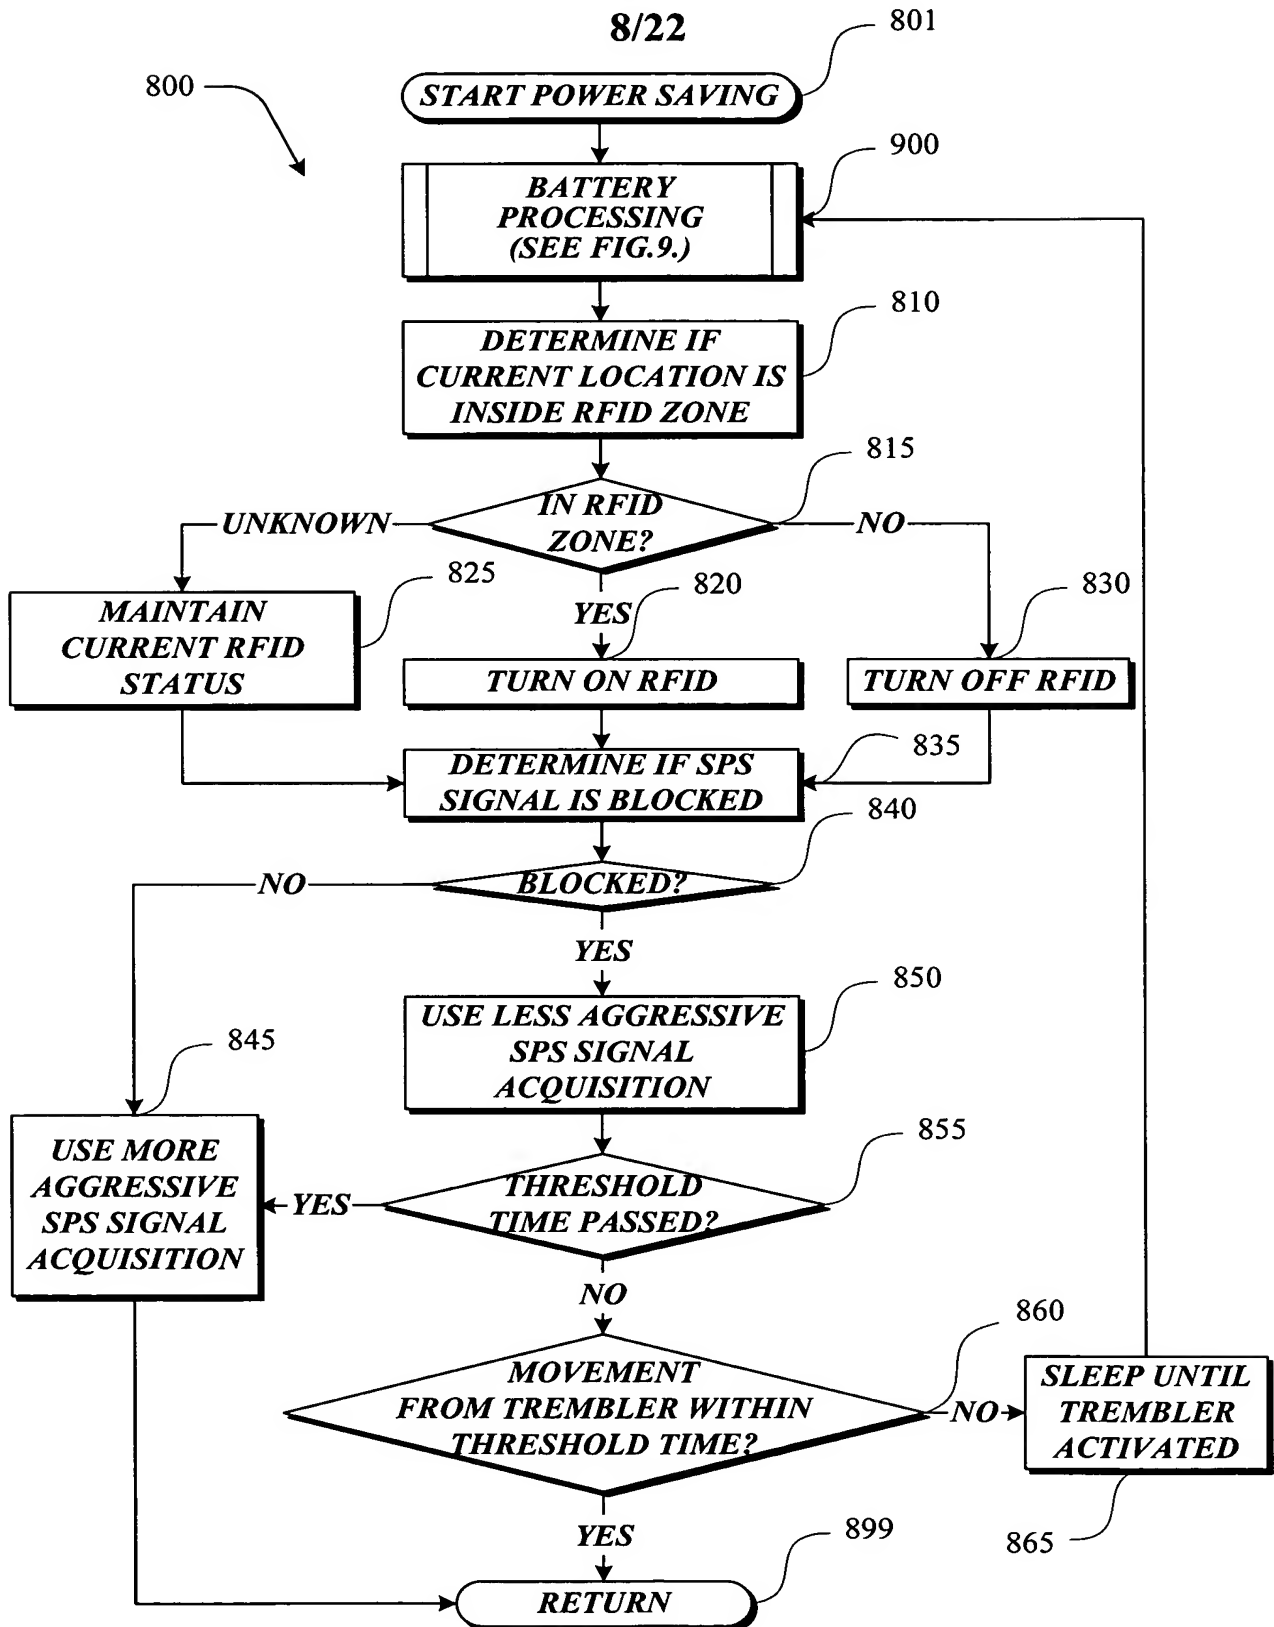 8/22
801
800
START POWER SAVING
900
BATTERY
PROCESSING
(SEE FIG.9.)
810
DETERMINE IF
CURRENT LOCATION IS
INSIDE RFID ZONE
815
UNKNOWN
IN RFID
ZONE?
NO
825
820
830
YES
MAINTAIN
CURRENT RFID
STATUS
TURN ON RFID
TURN OFF RFID
835
DETERMINE IF SPS
SIGNAL IS BLOCKED
840
NO
BLOCKED?
YES
850
USE LESS AGGRESSIVE
SPS SIGNAL
ACQUISITION
845
855
USE MORE
AGGRESSIVE
SPS SIGNAL
ACQUISITION
YES
THRESHOLD
TIME PASSED?
NO
860
MOVEMENT
FROM TREMBLER WITHIN
THRESHOLD TIME?
NO
SLEEP UNTIL
TREMBLER
ACTIVATED
YES
899
865
RETURN